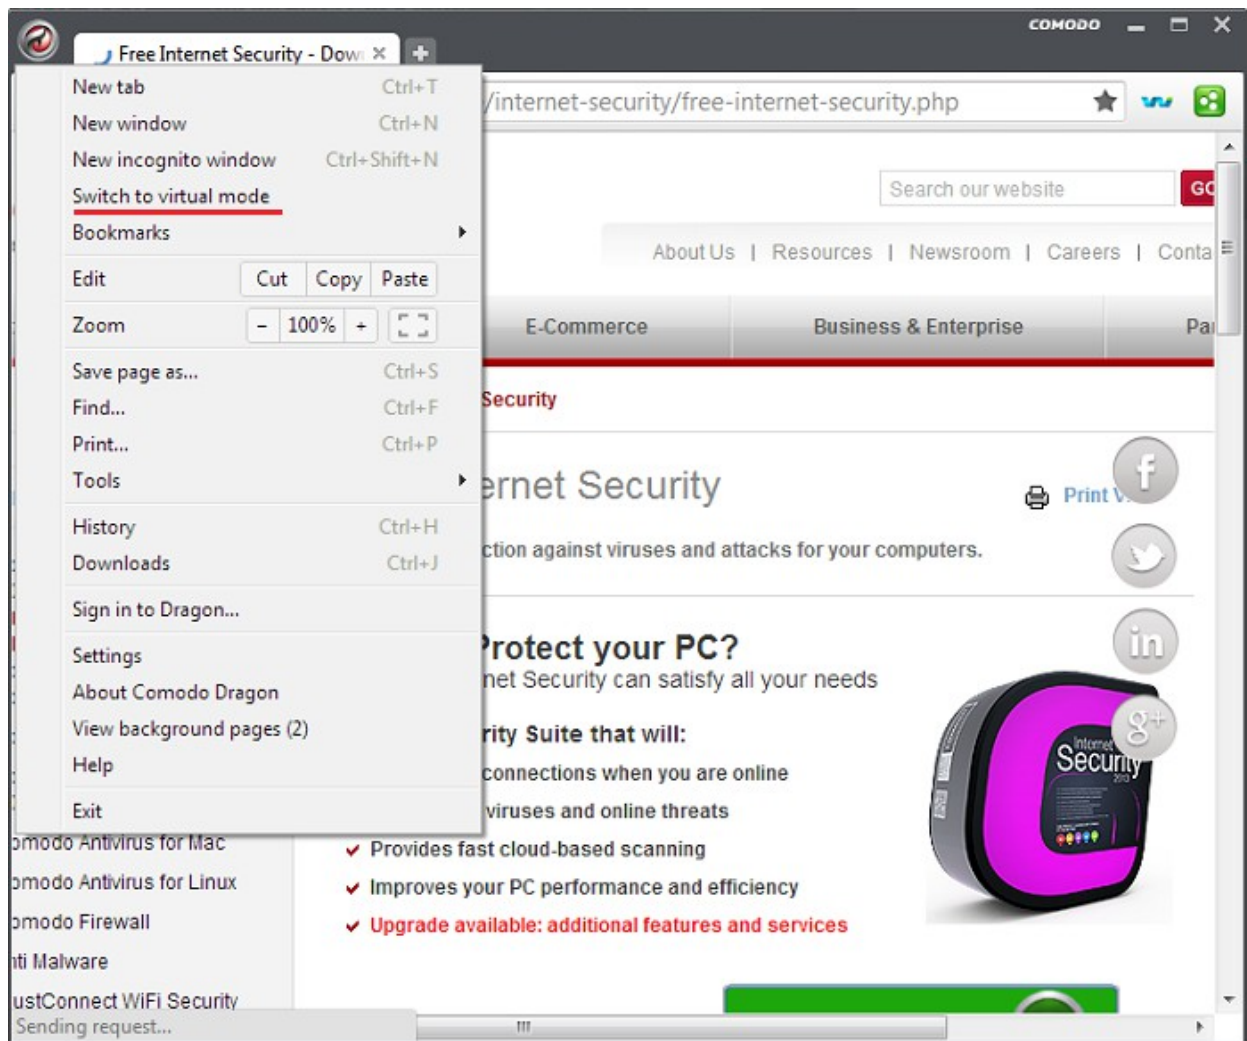 COMODO
Free Internet Security - Dow
/internet-security/free-internet-security.php
New tab Ctrl+T
New window Ctrl+N
New incognito window Ctrl+Shift+N
Switch to virtual mode
Bookmarks
Edit Cut Copy Paste
Zoom - 100% +
Save page as... Ctrl+S
Find... Ctrl+F
Print... Ctrl+P
Tools
History Ctrl+H
Downloads Ctrl+J
Sign in to Dragon...
Settings
About Comodo Dragon
View background pages (2)
Help
Exit
Search our website GO
About Us | Resources | Newsroom | Careers | Conta
E-Commerce Business & Enterprise Pa
Security
ernet Security
Print V
ction against viruses and attacks for your computers.
Protect your PC?
net Security can satisfy all your needs
rity Suite that will:
connections when you are online
viruses and online threats
Provides fast cloud-based scanning
Improves your PC performance and efficiency
Upgrade available: additional features and services
f
in
g+
Internet
Security
2013
omodo Antivirus for Mac
omodo Antivirus for Linux
omodo Firewall
nti Malware
ustConnect WiFi Security
Sending request...